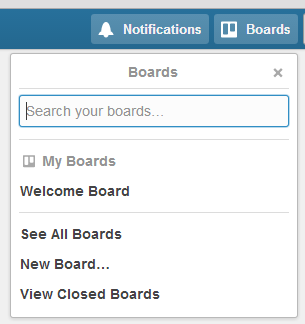 Notifications
Boards
Boards
Search your boards...
My Boards
Welcome Board
See All Boards
New Board...
View Closed Boards